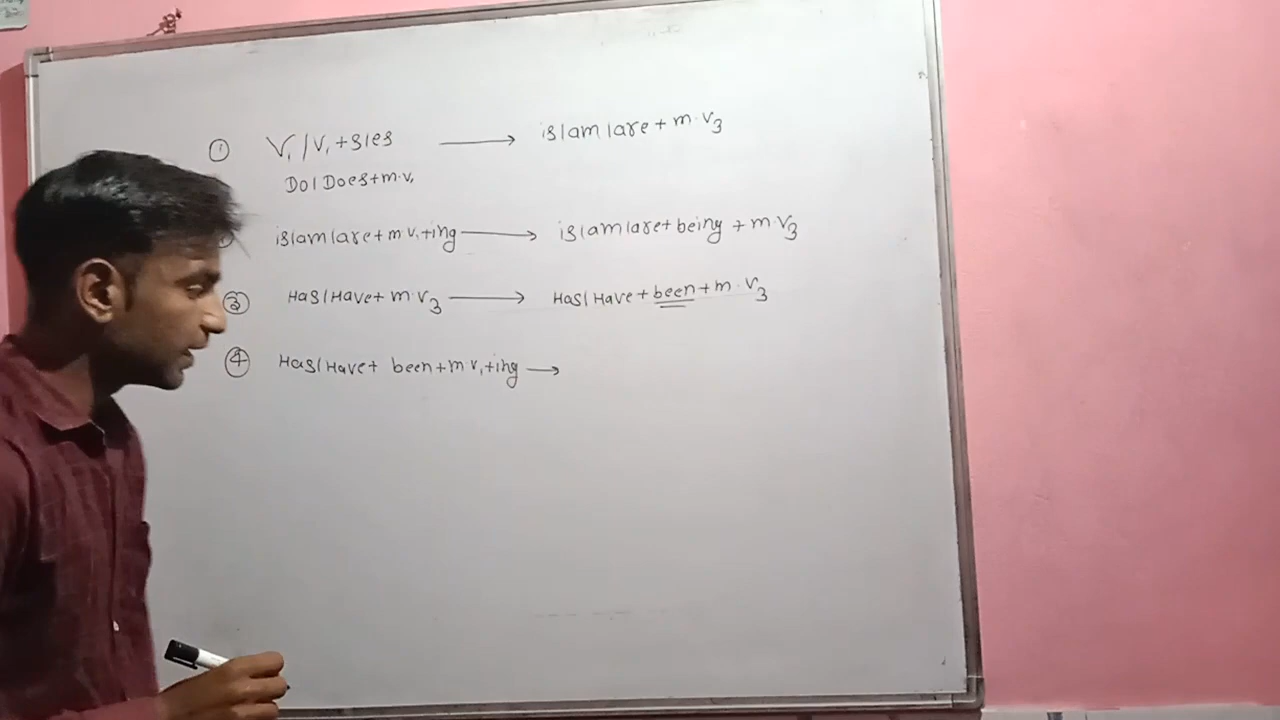 ① V₁/V₁+s/es → is/am/are + m.V₃
Do/Does+m.v₁
is/am/are+m v₁+ing → is/am/are+being + m.V₃
③ Has/Have+ m.V₃ → Has/Have+been+m.V₃
④ Has/Have+ been+m v₁+ing →